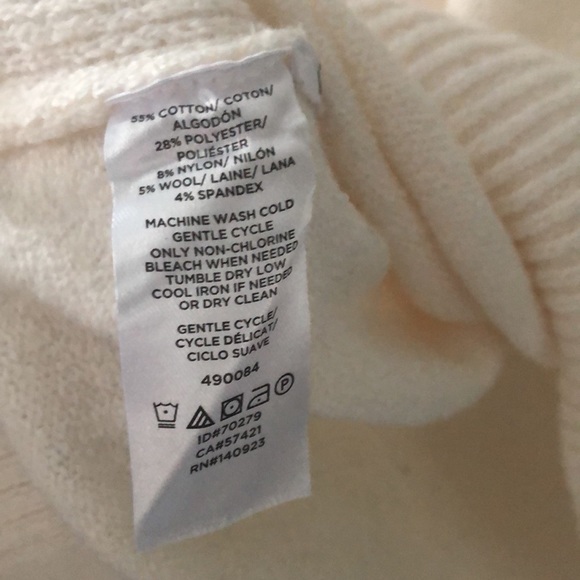 55% COTTON/ COTON/
ALGODÓN
28% POLYESTER/
POLIÉSTER
8% NYLON/ NILÓN
5% WOOL/ LAINE/ LANA
4% SPANDEX
MACHINE WASH COLD
GENTLE CYCLE
ONLY NON-CHLORINE
BLEACH WHEN NEEDED
TUMBLE DRY LOW
COOL IRON IF NEEDED
OR DRY CLEAN
GENTLE CYCLE/
CYCLE DÉLICAT/
CICLO SUAVE
490084
P
ID#70279
CA#57421
RN#140923